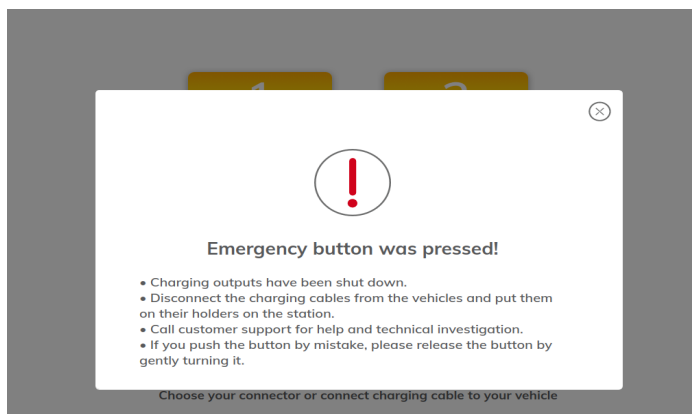 1 2
Emergency button was pressed!
• Charging outputs have been shut down.
• Disconnect the charging cables from the vehicles and put them
on their holders on the station.
• Call customer support for help and technical investigation.
• If you push the button by mistake, please release the button by
gently turning it.
Choose your connector or connect charging cable to your vehicle